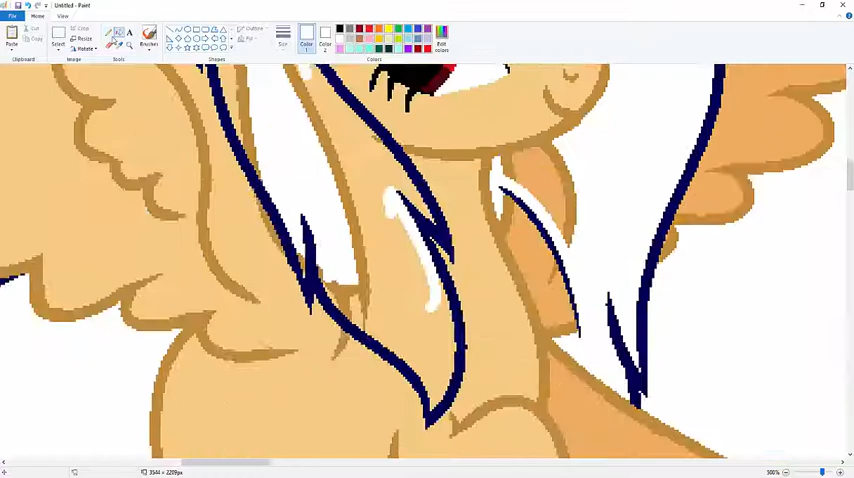 Untitled - Paint
File Home View
Paste Cut Copy Clipboard
Select Crop Resize Rotate Image
A Tools
Brushes
Outline Fill Shapes
Size
Color 1 Color 2 Edit colors Colors
3544 × 2209px 300%